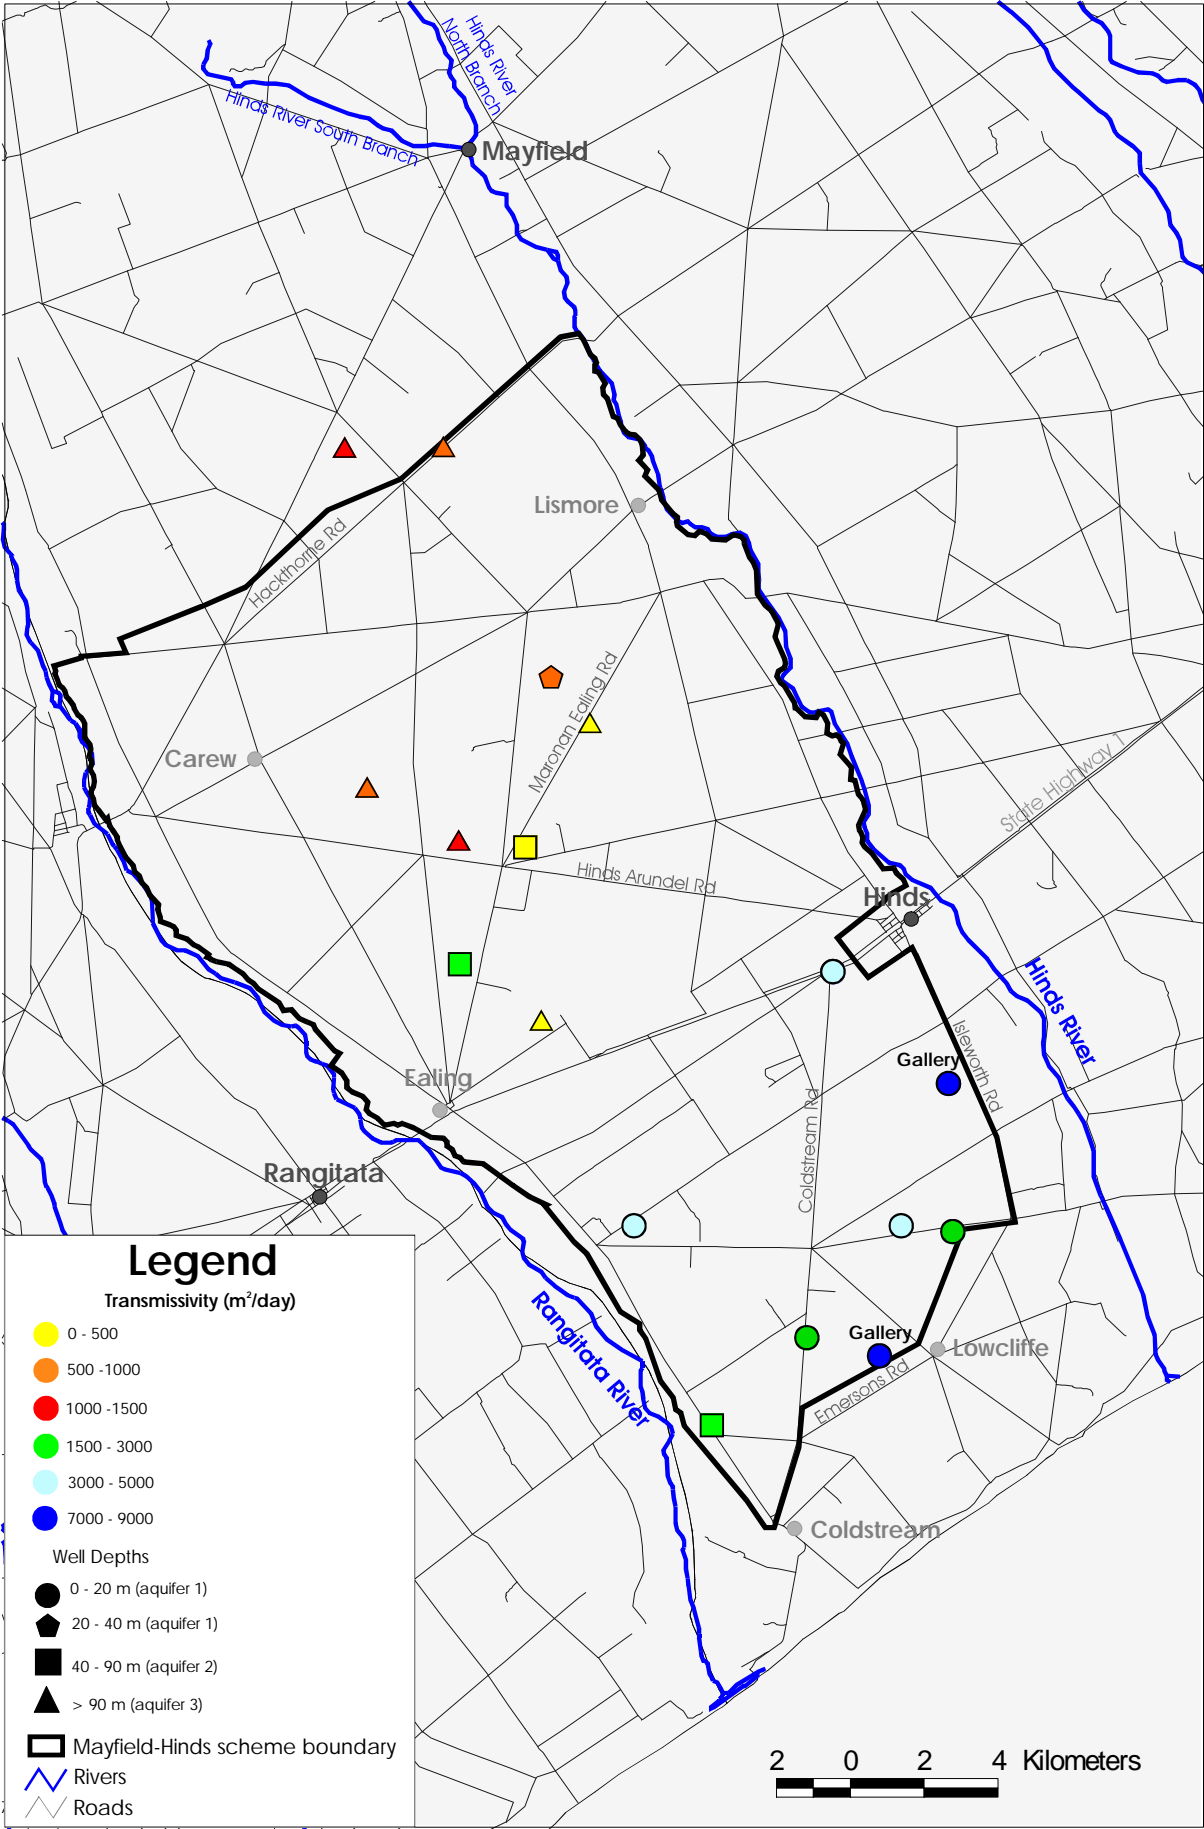 Hinds River
North Branch
Hinds River South Branch
Mayfield
Lismore
Hackthorne Rd
Maronan Ealing Rd
Carew
State Highway 1
Hinds Arundel Rd
Hinds
Hinds River
Isleworth Rd
Gallery
Ealing
Coldstream Rd
Rangitata
Rangitata River
Gallery
Lowcliffe
Emersons Rd
Coldstream
Legend
Transmissivity (m²/day)
0 - 500
500 -1000
1000 -1500
1500 - 3000
3000 - 5000
7000 - 9000
Well Depths
0 - 20 m (aquifer 1)
20 - 40 m (aquifer 1)
40 - 90 m (aquifer 2)
> 90 m (aquifer 3)
Mayfield-Hinds scheme boundary
Rivers
Roads
2 0 2 4 Kilometers